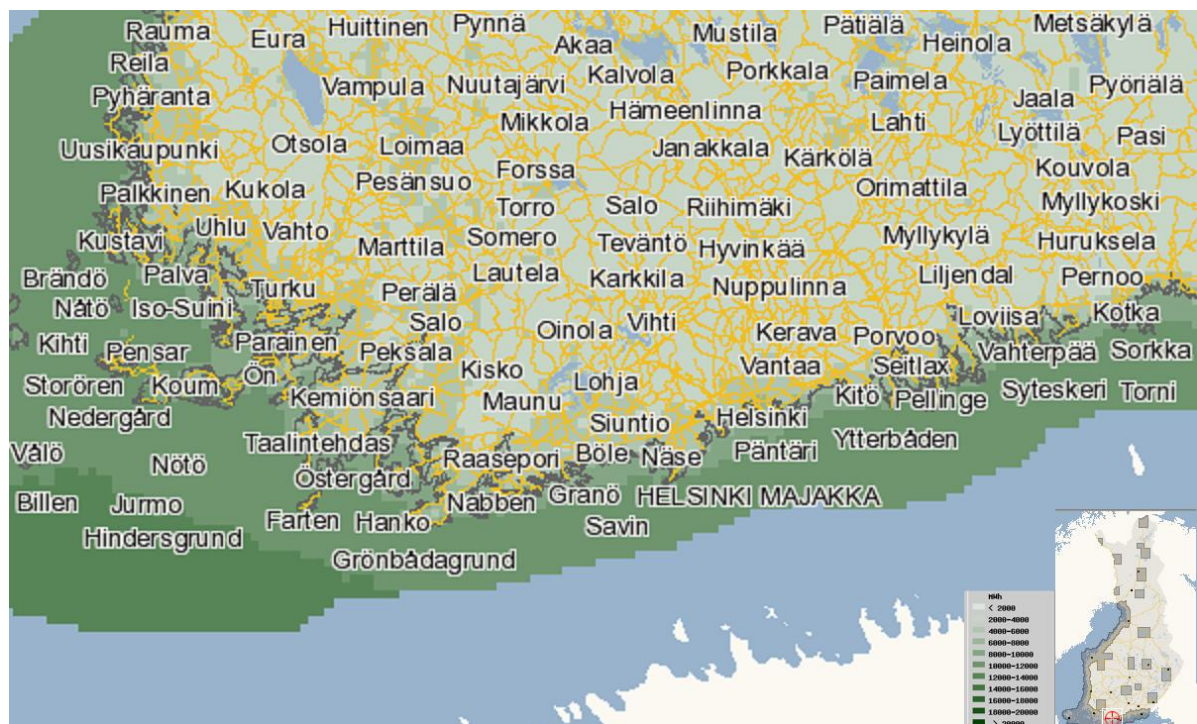 Rauma Eura Huittinen Pynnä Akaa Mustila Pätiälä Heinola Metsäkylä
Reila Vampula Nuutajärvi Kalvola Porkkala Paimela Pyöriälä
Pyhäranta Mikkola Hämeenlinna Lahti Jaala
Uusikaupunki Otsola Loimaa Janakkala Kärkölä Lyöttilä Pasi
Palkkinen Kukola Pesänsuo Forssa Orimattila Kouvola
Uhlu Vahto Torro Salo Riihimäki Myllykoski
Kustavi Marttila Somero Teväntö Hyvinkää Myllykylä Huruksela
Brändö Palva Turku Lautela Karkkila Nuppulinna Liljendal Pernoo
Nåtö Iso-Suini Perälä
Kihti Pensar Parainen Salo Oinola Vihti Kerava Porvoo Loviisa Kotka
Peksala Vahterpää Sorkka
Storören Koum Ön Kisko Lohja Vantaa Seitlax
Nedergård Kemiönsaari Maunu Kitö Pellinge Syteskeri Torni
Siuntio Helsinki
Vålö Nötö Taalintehdas Raasepori Böle Näse Päntäri Ytterbåden
Östergård
Billen Jurmo Farten Hanko Nabben Granö HELSINKI MAJAKKA
Hindersgrund Savin
Grönbådagrund
MWh
< 2000
2000-4000
4000-6000
6000-8000
8000-10000
10000-12000
12000-14000
14000-16000
16000-18000
18000-20000
> 20000